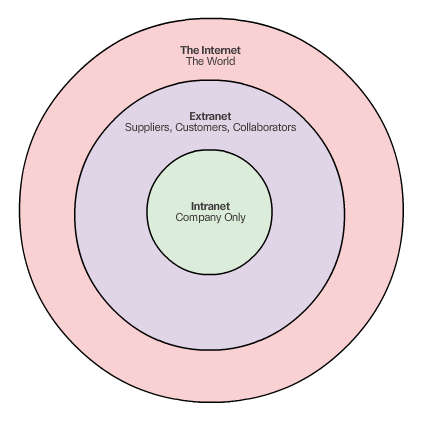 The Internet
The World
Extranet
Suppliers, Customers, Collaborators
Intranet
Company Only